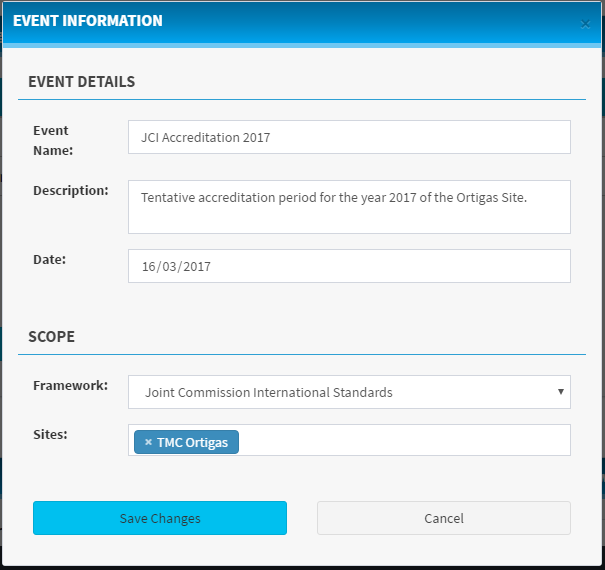 EVENT INFORMATION ×
EVENT DETAILS
Event
Name:
JCI Accreditation 2017
Description:
Tentative accreditation period for the year 2017 of the Ortigas Site.
Date:
16/03/2017
SCOPE
Framework:
Joint Commission International Standards
Sites:
× TMC Ortigas
Save Changes
Cancel